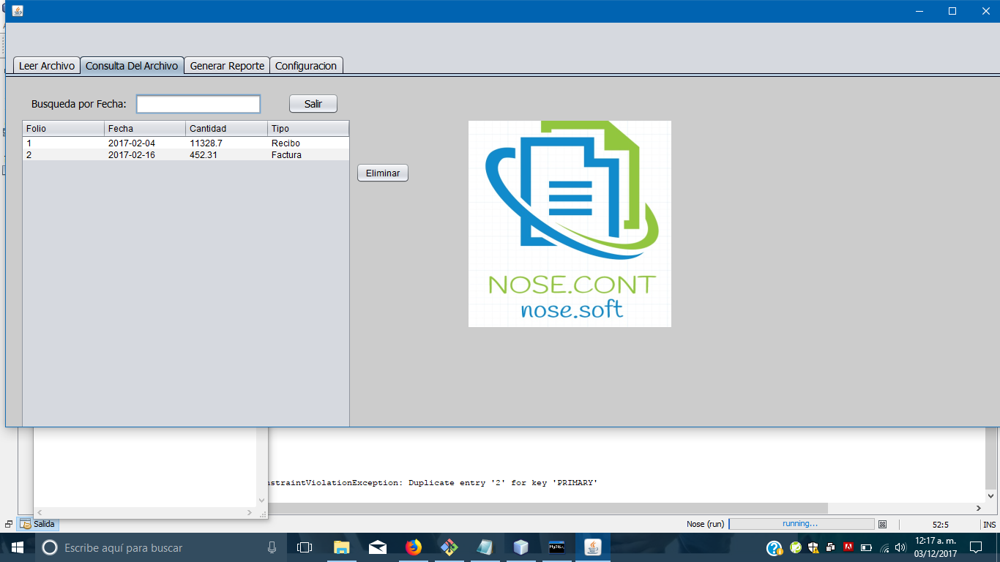 Leer Archivo Consulta Del Archivo Generar Reporte Configuracion
Busqueda por Fecha: Salir
Folio Fecha Cantidad Tipo
1 2017-02-04 11328.7 Recibo
2 2017-02-16 452.31 Factura
Eliminar
NOSE.CONT
nose.soft
nstraintViolationException: Duplicate entry '2' for key 'PRIMARY'
Salida Nose (run) running... 52:5 INS
Escribe aquí para buscar
MySQL
12:17 a. m.
03/12/2017